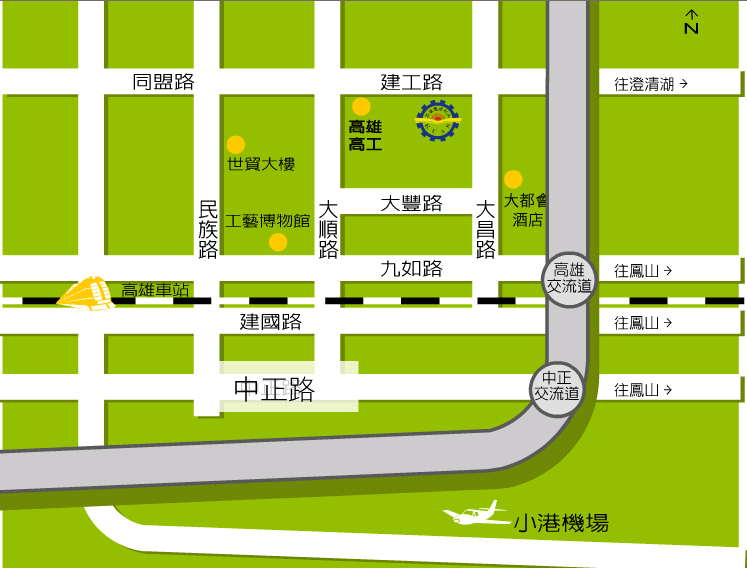 N
同盟路
建工路
往澄清湖→
高雄
高工
世貿大樓
大都會
酒店
民族路
大順路
大豐路
大昌路
工藝博物館
九如路
高雄
交流道
往鳳山→
高雄車站
建國路
往鳳山→
中正路
中正
交流道
往鳳山→
小港機場